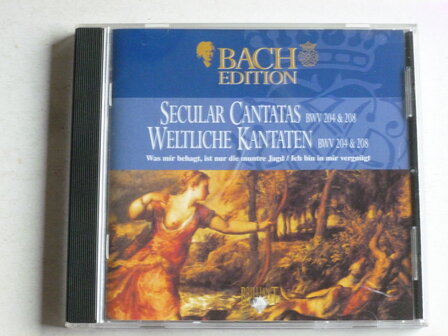 BACH
EDITION
SECULAR CANTATAS BWV 204 & 208
WELTLICHE KANTATEN BWV 204 & 208
Was mir behagt, ist nur die muntre Jagd / Ich bin in mir vergnügt
BRILLIANT